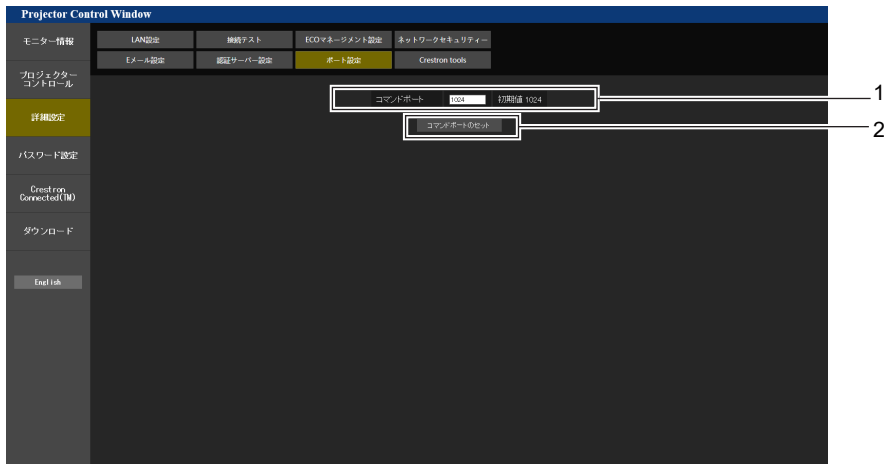 Projector Control Window
モニター情報
プロジェクター
コントロール
詳細設定
パスワード設定
Crestron
Connected(TM)
ダウンロード
English
LAN設定
接続テスト
ECOマネージメント設定
ネットワークセキュリティー
Eメール設定
認証サーバー設定
ポート設定
Crestron tools
コマンドポート 1024 初期値 1024
コマンドポートのセット
1
2